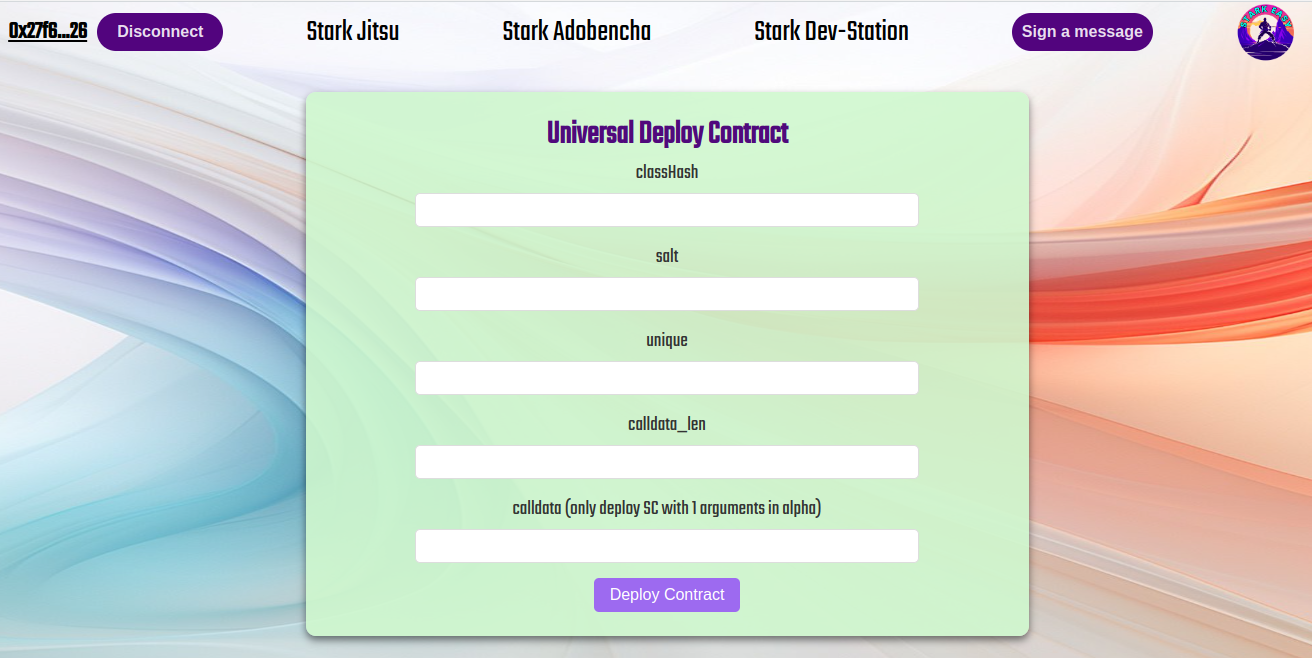 0x27f6...26 Disconnect Stark Jitsu Stark Adobencha Stark Dev-Station Sign a message
STARK EASY
Universal Deploy Contract
classHash
salt
unique
calldata_len
calldata (only deploy SC with 1 arguments in alpha)
Deploy Contract